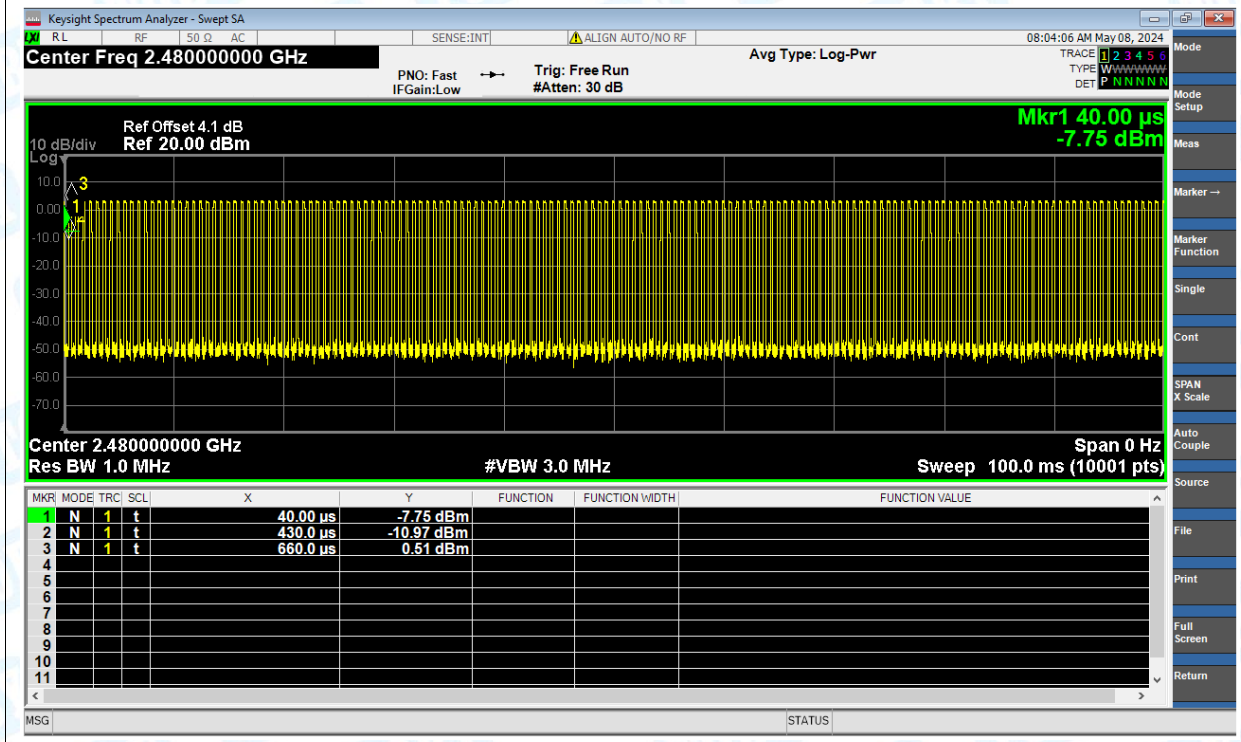 Keysight Spectrum Analyzer - Swept SA
LXI RL RF 50 Ω AC SENSE:INT ALIGN AUTO/NO RF 08:04:06 AM May 08, 2024
Center Freq 2.480000000 GHz
PNO: Fast
IFGain:Low
Trig: Free Run
#Atten: 30 dB
Avg Type: Log-Pwr
TRACE 1 2 3 4 5 6
TYPE WWWWWW
DET P N N N N N
Ref Offset 4.1 dB
10 dB/div Ref 20.00 dBm
Log
Mkr1 40.00 µs
-7.75 dBm
10.0
0.00
-10.0
-20.0
-30.0
-40.0
-50.0
-60.0
-70.0
3
1
Center 2.480000000 GHz Span 0 Hz
Res BW 1.0 MHz #VBW 3.0 MHz Sweep 100.0 ms (10001 pts)
MKR MODE TRC SCL X Y FUNCTION FUNCTION WIDTH FUNCTION VALUE
1 N 1 t 40.00 µs -7.75 dBm
2 N 1 t 430.0 µs -10.97 dBm
3 N 1 t 660.0 µs 0.51 dBm
4
5
6
7
8
9
10
11
MSG STATUS
Mode
Mode
Setup
Meas
Marker →
Marker
Function
Single
Cont
SPAN
X Scale
Auto
Couple
Source
File
Print
Full
Screen
Return